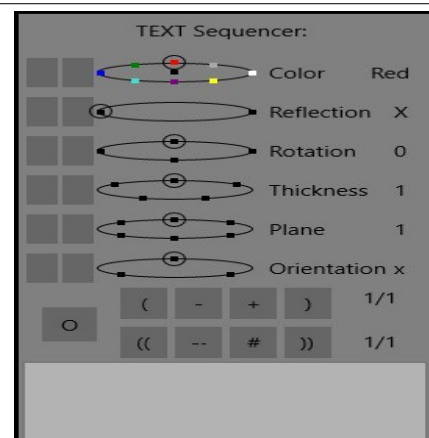 TEXT Sequencer:
Color Red
Reflection X
Rotation 0
Thickness 1
Plane 1
Orientation x
( - + ) 1/1
O
(( -- # )) 1/1